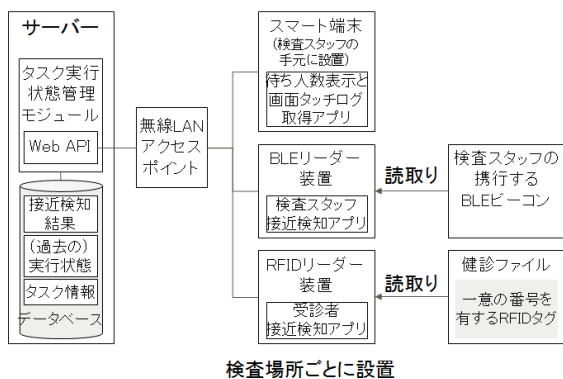 サーバー
タスク実行
状態管理
モジュール
Web API
接近検知
結果
(過去の)
実行状態
タスク情報
データベース
無線LAN
アクセス
ポイント
スマート端末
(検査スタッフの
手元に設置)
待ち人数表示と
画面タッチログ
取得アプリ
BLEリーダー
装置
検査スタッフ
接近検知アプリ
読取り
検査スタッフの
携行する
BLEビーコン
RFIDリーダー
装置
受診者
接近検知アプリ
読取り
健診ファイル
一意の番号を
有するRFIDタグ
検査場所ごとに設置